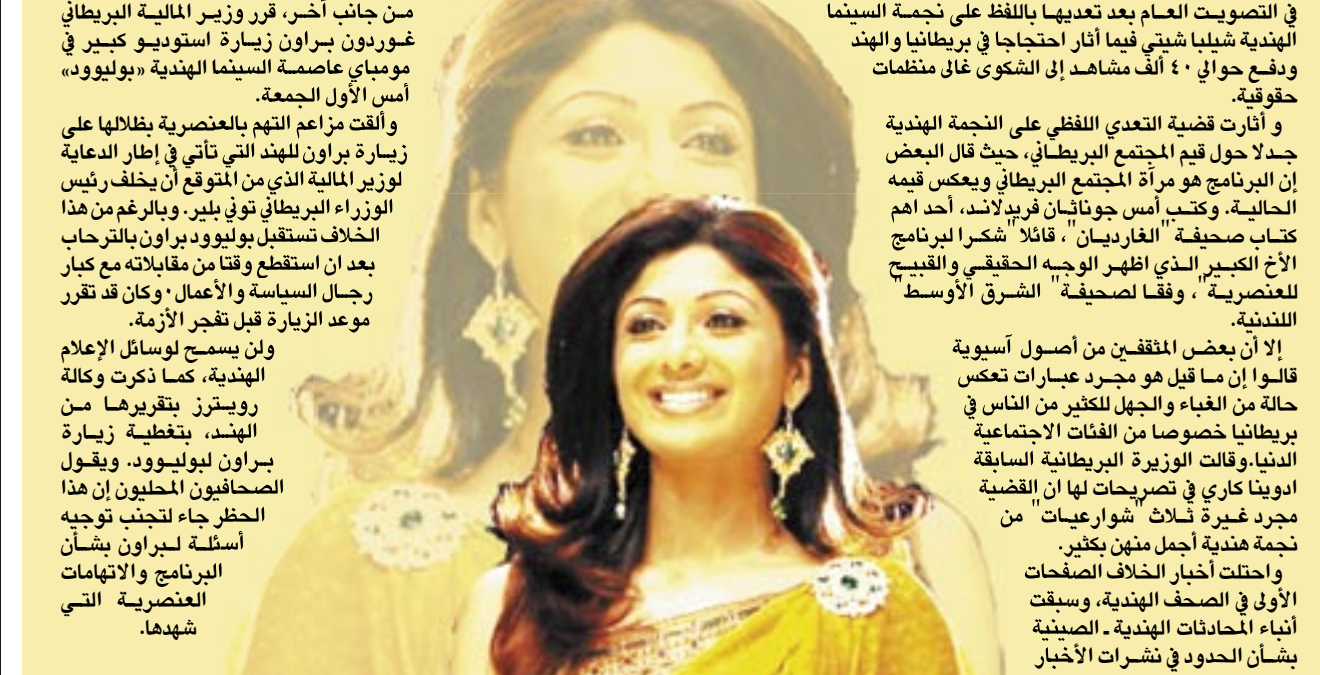 في التصويت العام بعد تعديها باللفظ على نجمة السينما
الهندية شيلبا شيتي فيما أثار احتجاجا في بريطانيا والهند
ودفع حوالي ٤٠ ألف مشاهد إلى الشكوى غالى منظمات
حقوقية.
و أثارت قضية التعدي اللفظي على النجمة الهندية
جدلا حول قيم المجتمع البريطاني، حيث قال البعض
إن البرنامج هو مرآة المجتمع البريطاني ويعكس قيمه
الحالية. وكتب أمس جوناثان فريدلاند، أحد اهم
كتاب صحيفة "الغارديان"، قائلا "شكرا لبرنامج
الأخ الكبير الذي اظهر الوجه الحقيقي والقبيح
للعنصرية"، وفقا لصحيفة" الشرق الأوسط"
اللندنية.
إلا أن بعض المثقفين من أصول آسيوية
قالوا إن ما قيل هو مجرد عبارات تعكس
حالة من الغباء والجهل للكثير من الناس في
بريطانيا خصوصا من الفئات الاجتماعية
الدنيا.وقالت الوزيرة البريطانية السابقة
ادوينا كاري في تصريحات لها ان القضية
مجرد غيرة ثلاث "شوارعيات" من
نجمة هندية أجمل منهن بكثير.
واحتلت أخبار الخلاف الصفحات
الأولى في الصحف الهندية، وسبقت
أنباء المحادثات الهندية ـ الصينية
بشأن الحدود في نشرات الأخبار
من جانب آخر، قرر وزير المالية البريطاني
غوردون براون زيارة استوديو كبير في
مومباي عاصمة السينما الهندية «بوليوود»
أمس الأول الجمعة.
وألقت مزاعم التهم بالعنصرية بظلالها على
زيارة براون للهند التي تأتي في إطار الدعاية
لوزير المالية الذي من المتوقع أن يخلف رئيس
الوزراء البريطاني توني بلير. وبالرغم من هذا
الخلاف تستقبل بوليوود براون بالترحاب
بعد ان استقطع وقتا من مقابلاته مع كبار
رجال السياسة والأعمال٠وكان قد تقرر
موعد الزيارة قبل تفجر الأزمة.
ولن يسمح لوسائل الإعلام
الهندية، كما ذكرت وكالة
رويترز بتقريرها من
الهند، بتغطية زيارة
براون لبوليوود. ويقول
الصحافيون المحليون إن هذا
الحظر جاء لتجنب توجيه
أسئلة لبراون بشأن
البرنامج والاتهامات
العنصرية التي
شهدها.